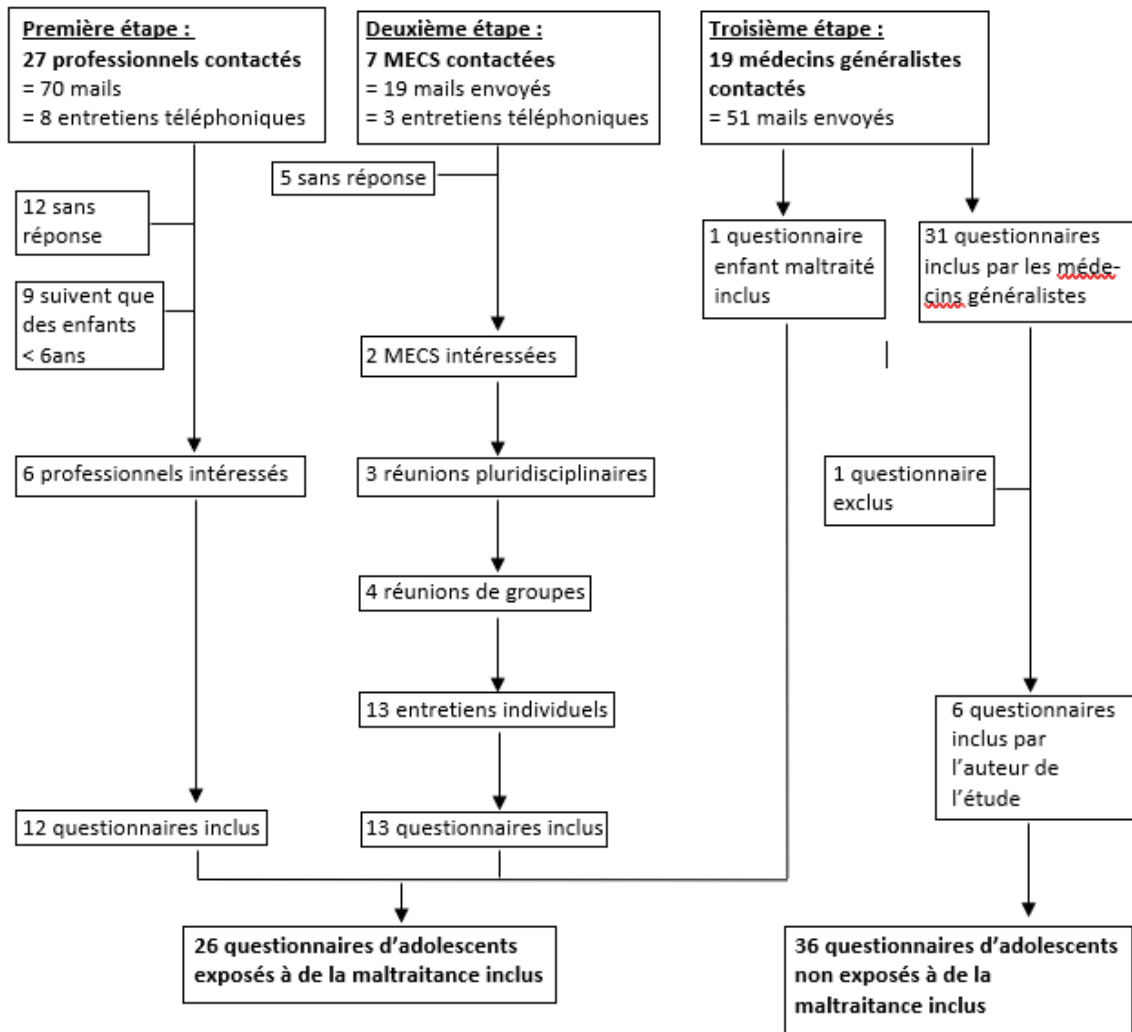 Première étape :
27 professionnels contactés
= 70 mails
= 8 entretiens téléphoniques
12 sans
réponse
9 suivent que
des enfants
< 6ans
6 professionnels intéressés
12 questionnaires inclus
Deuxième étape :
7 MECS contactées
= 19 mails envoyés
= 3 entretiens téléphoniques
5 sans réponse
2 MECS intéressées
3 réunions pluridisciplinaires
4 réunions de groupes
13 entretiens individuels
13 questionnaires inclus
Troisième étape :
19 médecins généralistes
contactés
= 51 mails envoyés
1 questionnaire
enfant maltraité
inclus
31 questionnaires
inclus par les méde-
cins généralistes
1 questionnaire
exclus
6 questionnaires
inclus par
l’auteur de
l’étude
26 questionnaires d’adolescents
exposés à de la maltraitance inclus
36 questionnaires d’adolescents
non exposés à de la
maltraitance inclus